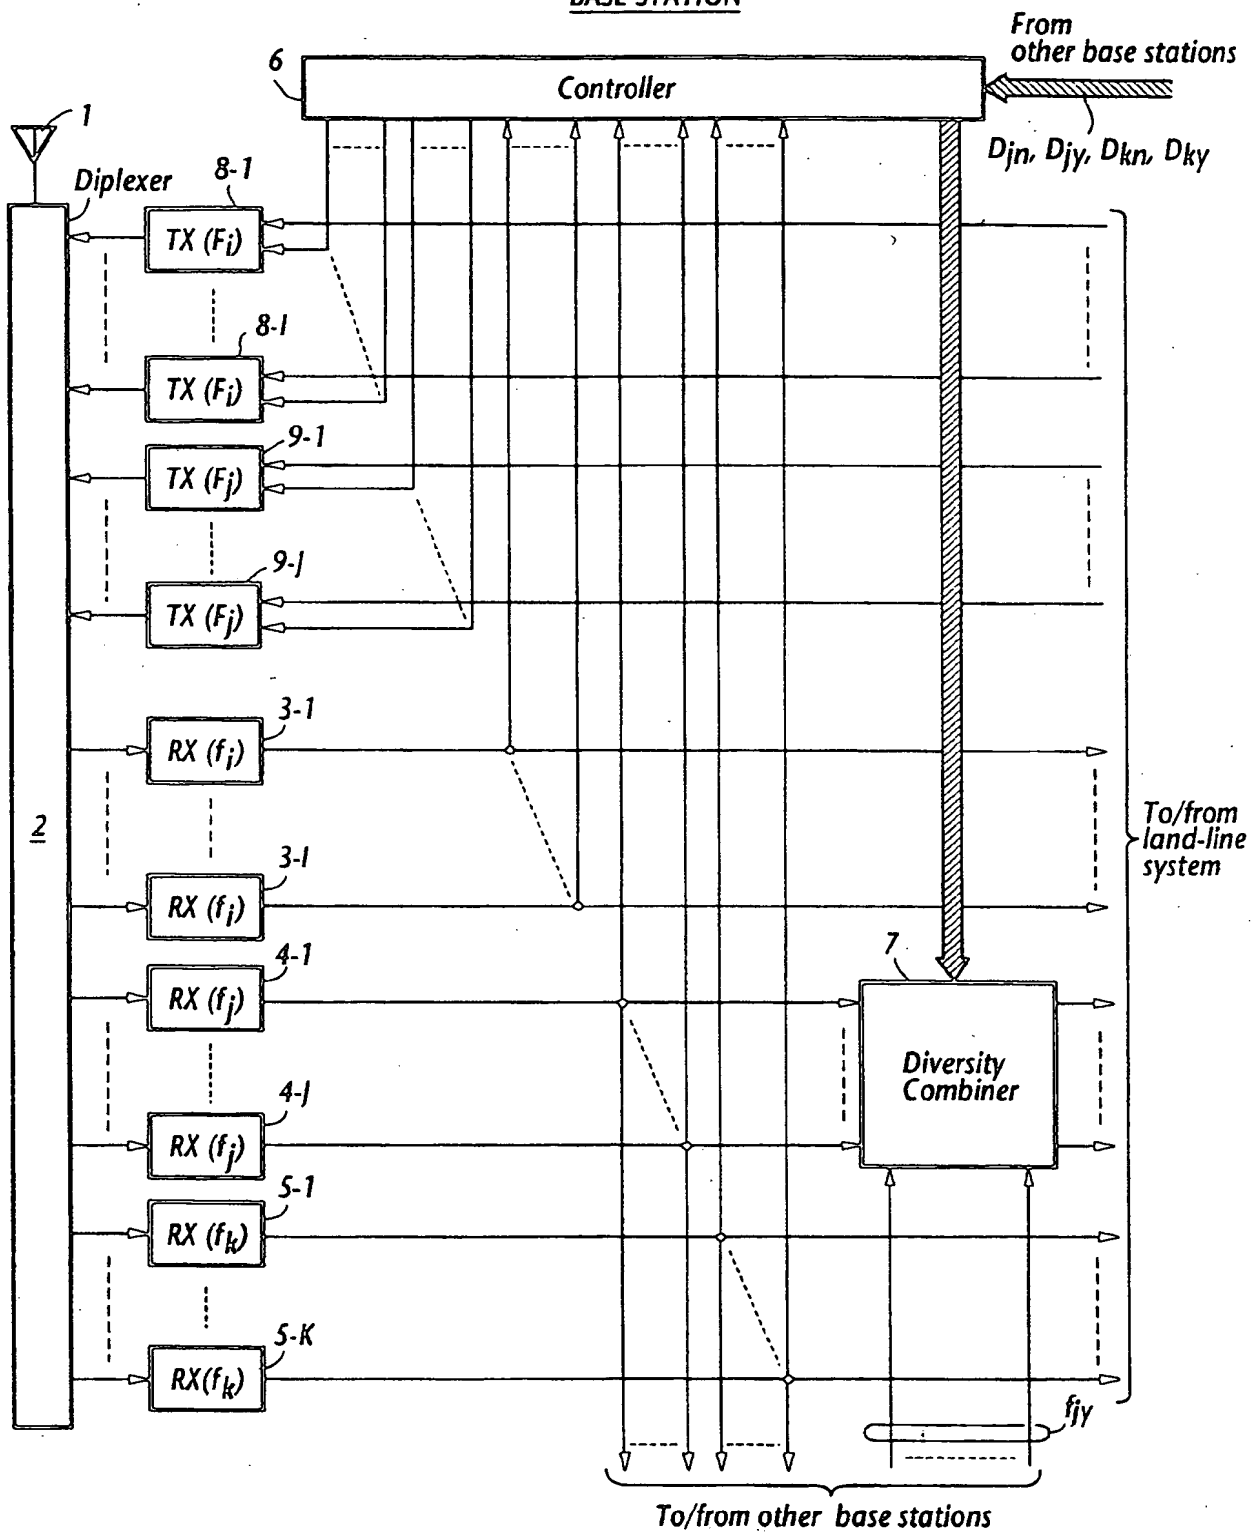 BASE STATION
From
other base stations
6
Controller
Djn, Djy, Dkn, Dky
1
Diplexer
8-1
TX (Fi)
8-I
TX (Fi)
9-1
TX (Fj)
9-J
TX (Fj)
3-1
RX (fi)
2
To/from
land-line
system
3-I
RX (fi)
4-1
RX (fj)
7
Diversity
Combiner
4-J
RX (fj)
5-1
RX (fk)
5-K
RX(fk)
fjy
To/from other base stations